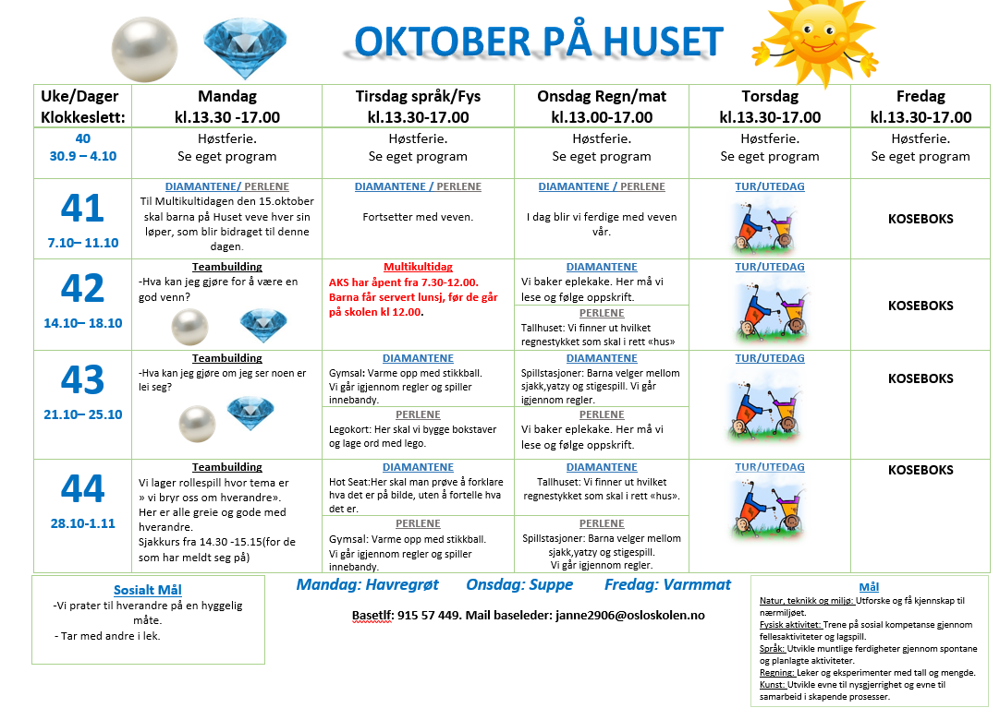 OKTOBER PÅ HUSET
Uke/Dager
Klokkeslett:
Mandag
kl.13.30 -17.00
Tirsdag språk/Fys
kl.13.30-17.00
Onsdag Regn/mat
kl.13.00-17.00
Torsdag
kl.13.30-17.00
Fredag
kl.13.30-17.00
40
30.9 – 4.10
Høstferie.
Se eget program
Høstferie.
Se eget program
Høstferie.
Se eget program
Høstferie.
Se eget program
Høstferie.
Se eget program
41
7.10– 11.10
DIAMANTENE/ PERLENE
Til Multikultidagen den 15.oktober
skal barna på Huset veve hver sin
løper, som blir bidraget til denne
dagen.
DIAMANTENE / PERLENE
Fortsetter med veven.
DIAMANTENE / PERLENE
I dag blir vi ferdige med veven
vår.
TUR/UTEDAG
KOSEBOKS
42
14.10– 18.10
Teambuilding
-Hva kan jeg gjøre for å være en
god venn?
Multikultidag
AKS har åpent fra 7.30-12.00.
Barna får servert lunsj, før de går
på skolen kl 12.00.
DIAMANTENE
Vi baker eplekake. Her må vi
lese og følge oppskrift.
PERLENE
Tallhuset: Vi finner ut hvilket
regnestykket som skal i rett «hus»
TUR/UTEDAG
KOSEBOKS
43
21.10– 25.10
Teambuilding
-Hva kan jeg gjøre om jeg ser noen er
lei seg?
DIAMANTENE
Gymsal: Varme opp med stikkball.
Vi går igjennom regler og spiller
innebandy.
PERLENE
Legokort: Her skal vi bygge bokstaver
og lage ord med lego.
DIAMANTENE
Spillstasjoner: Barna velger mellom
sjakk,yatzy og stigespill. Vi går
igjennom regler.
PERLENE
Vi baker eplekake. Her må vi
lese og følge oppskrift.
TUR/UTEDAG
KOSEBOKS
44
28.10-1.11
Teambuilding
Vi lager rollespill hvor tema er
» vi bryr oss om hverandre».
Her er alle greie og gode med
hverandre.
Sjakkurs fra 14.30 -15.15(for de
som har meldt seg på)
DIAMANTENE
Hot Seat:Her skal man prøve å forklare
hva det er på bilde, uten å fortelle hva
det er.
PERLENE
Gymsal: Varme opp med stikkball.
Vi går igjennom regler og spiller
innebandy.
DIAMANTENE
Tallhuset: Vi finner ut hvilket
regnestykket som skal i rett «hus».
PERLENE
Spillstasjoner: Barna velger mellom
sjakk,yatzy og stigespill.
Vi går igjennom regler.
TUR/UTEDAG
KOSEBOKS
Sosialt Mål
-Vi prater til hverandre på en hyggelig
måte.
- Tar med andre i lek.
Mandag: Havregrøt Onsdag: Suppe Fredag: Varmmat
Basetlf: 915 57 449. Mail baseleder: janne2906@osloskolen.no
Mål
Natur, teknikk og miljø: Utforske og få kjennskap til
nærmiljøet.
Fysisk aktivitet: Trene på sosial kompetanse gjennom
fellesaktiviteter og lagspill.
Språk: Utvikle muntlige ferdigheter gjennom spontane
og planlagte aktiviteter.
Regning: Leker og eksperimenter med tall og mengde.
Kunst: Utvikle evne til nysgjerrighet og evne til
samarbeid i skapende prosesser.